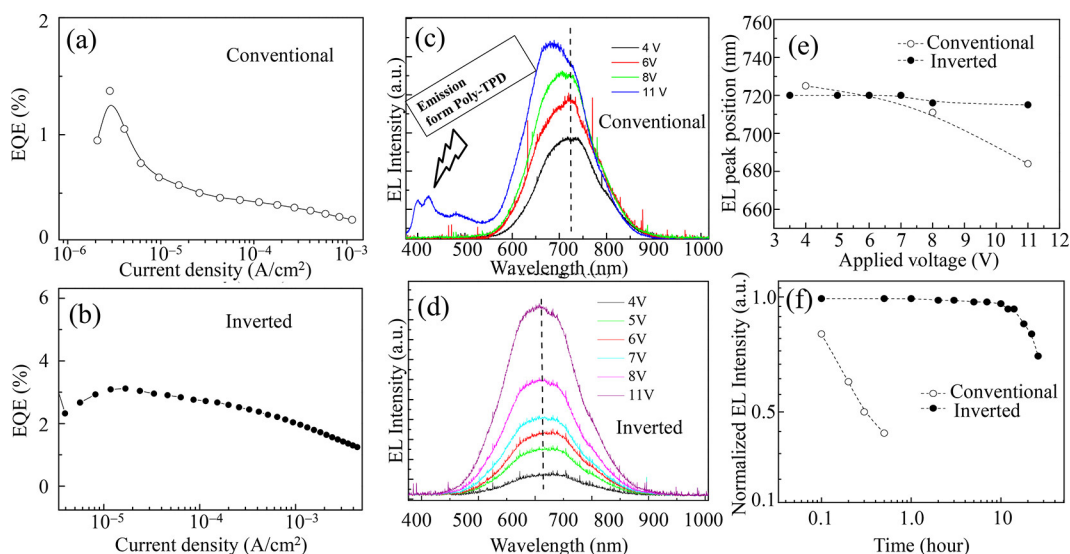 (a)
Conventional
EQE (%)
2
1
0
10⁻⁶ 10⁻⁵ 10⁻⁴ 10⁻³
Current density (A/cm²)
(b)
Inverted
EQE (%)
6
3
2
0
10⁻⁵ 10⁻⁴ 10⁻³
Current density (A/cm²)
(c)
4 V
6V
8V
11 V
Emission
form Poly-TPD
Conventional
EL Intensity (a.u.)
400 500 600 700 800 900 1000
Wavelength (nm)
(d)
4V
5V
6V
7V
8V
11V
Inverted
EL Intensity (a.u.)
400 500 600 700 800 900 1000
Wavelength (nm)
(e)
Conventional
Inverted
EL peak position (nm)
760
740
720
700
680
660
3 4 5 6 7 8 9 10 11 12
Applied voltage (V)
(f)
Conventional
Inverted
Normalized EL Intensity (a.u.)
1.0
0.5
0.1
0.1 1.0 10
Time (hour)